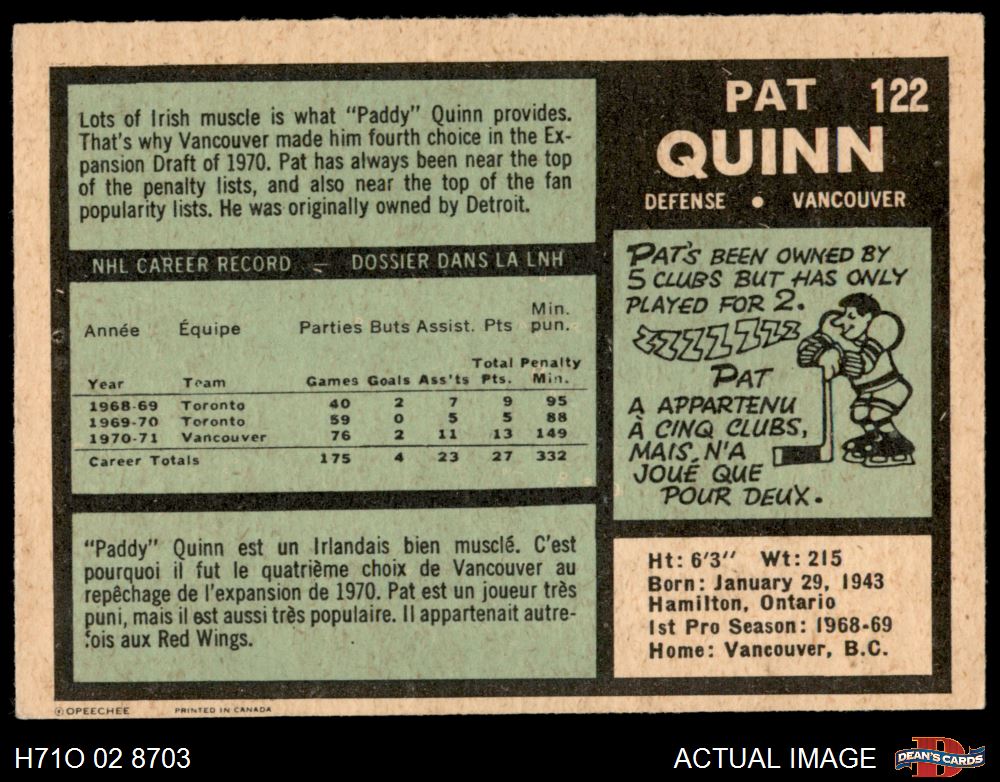 PAT 122
QUINN
DEFENSE • VANCOUVER
Lots of Irish muscle is what "Paddy" Quinn provides.
That's why Vancouver made him fourth choice in the Ex-
pansion Draft of 1970. Pat has always been near the top
of the penalty lists, and also near the top of the fan
popularity lists. He was originally owned by Detroit.
NHL CAREER RECORD — DOSSIER DANS LA LNH
Année Équipe Parties Buts Assist. Pts Min. pun.
Year Team Games Goals Ass'ts Total Pts. Penalty Min.
1968-69 Toronto 40 2 7 9 95
1969-70 Toronto 59 0 5 5 88
1970-71 Vancouver 76 2 11 13 149
Career Totals 175 4 23 27 332
"Paddy" Quinn est un Irlandais bien musclé. C'est
pourquoi il fut le quatrième choix de Vancouver au
repêchage de l'expansion de 1970. Pat est un joueur très
puni, mais il est aussi très populaire. Il appartenait autre-
fois aux Red Wings.
PAT'S BEEN OWNED BY
5 CLUBS BUT HAS ONLY
PLAYED FOR 2.
ZZZZZZZZ
PAT
A APPARTENU
À CINQ CLUBS,
MAIS N'A
JOUÉ QUE
POUR DEUX.
Ht: 6'3" Wt: 215
Born: January 29, 1943
Hamilton, Ontario
1st Pro Season: 1968-69
Home: Vancouver, B.C.
© OPEECHEE PRINTED IN CANADA
H71O 02 8703
ACTUAL IMAGE
D
DEAN'S CARDS